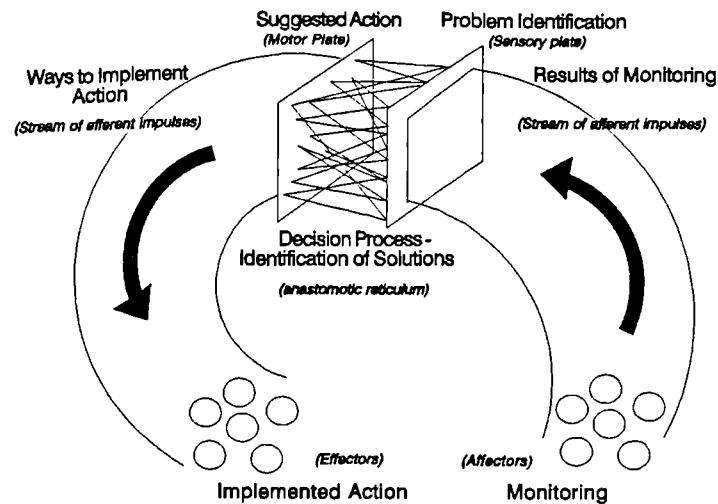 Suggested Action
(Motor Plate)
Problem Identification
(Sensory plate)
Ways to Implement
Action
(Stream of efferent impulses)
Results of Monitoring
(Stream of afferent impulses)
Decision Process -
Identification of Solutions
(anastomotic reticulum)
(Effectors)
(Affectors)
Implemented Action
Monitoring